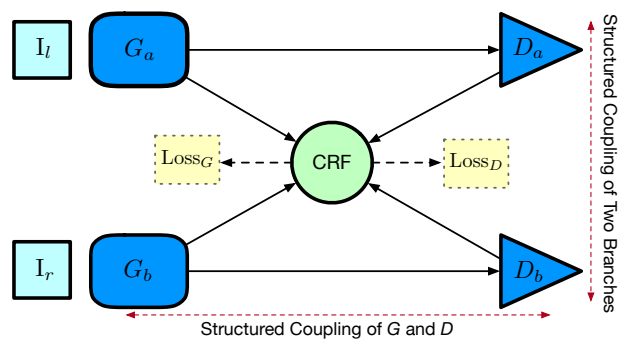 I_l
G_a
D_a
Loss_G
CRF
Loss_D
I_r
G_b
D_b
Structured Coupling of G and D
Structured Coupling of Two Branches